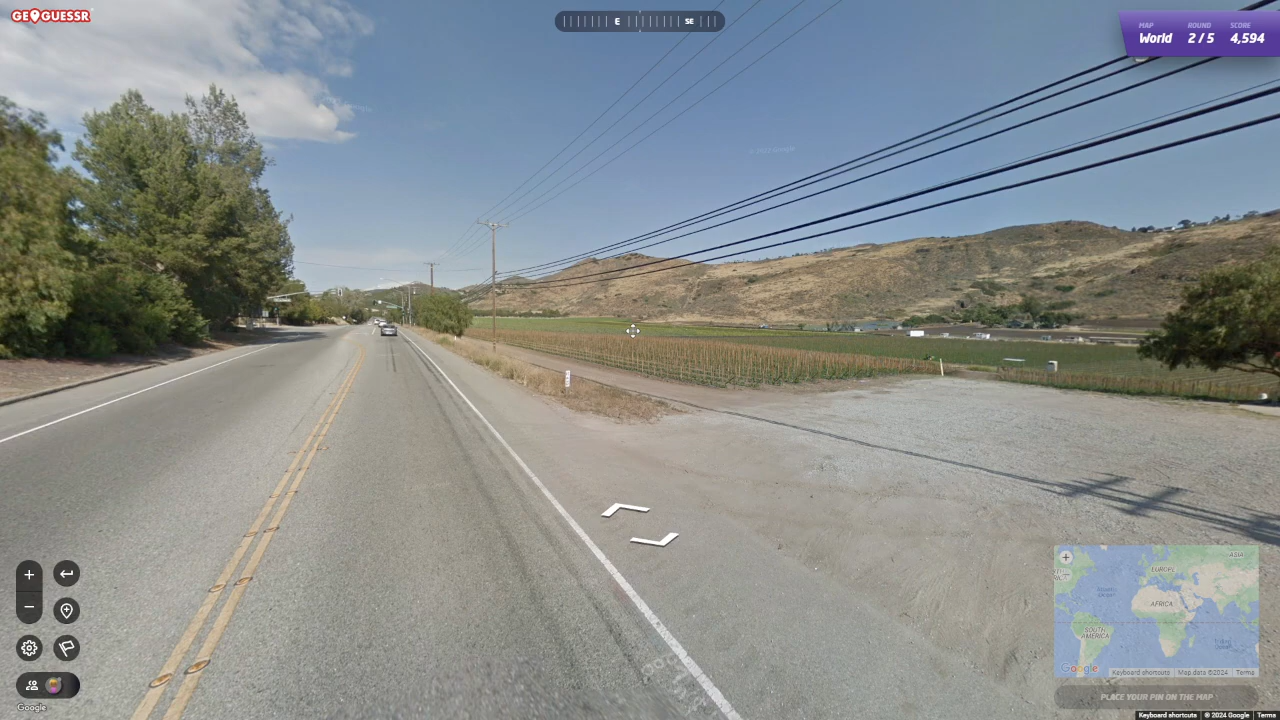 GEOGUESSR
E
SE
MAP
World
ROUND
2 / 5
SCORE
4,594
ASIA
EUROPE
AFRICA
SOUTH
AMERICA
Google
Keyboard shortcuts
Map data ©2024
Terms
PLACE YOUR PIN ON THE MAP
Google
Keyboard shortcuts
© 2024 Google
Terms